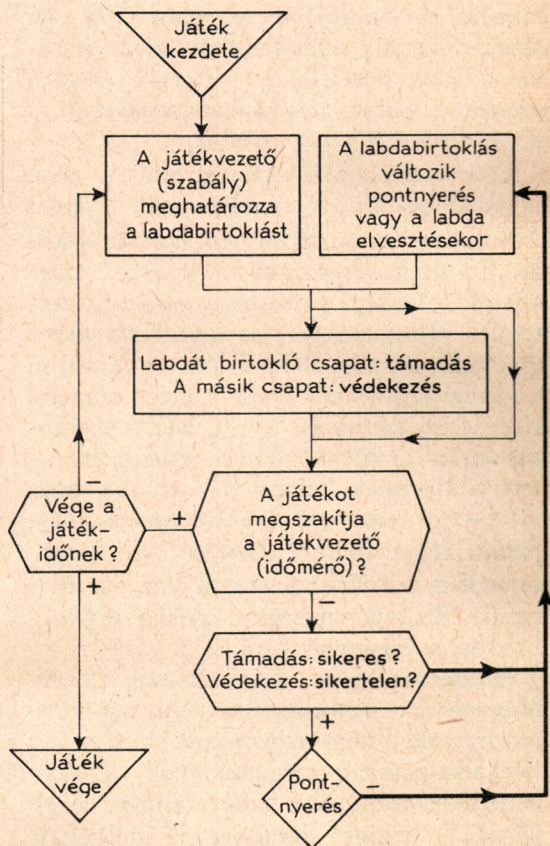 Játék
kezdete
A játékvezető
(szabály)
meghatározza
a labdabirtoklást
A labdabirtoklás
változik
pontnyerés
vagy a labda
elvesztésekor
Labdát birtokló csapat: támadás
A másik csapat: védekezés
–
Vége a
játék-
időnek?
+
+
A játékot
megszakítja
a játékvezető
(időmérő)?
–
Támadás: sikeres?
Védekezés: sikertelen?
+
Játék
vége
Pont-
nyerés
–